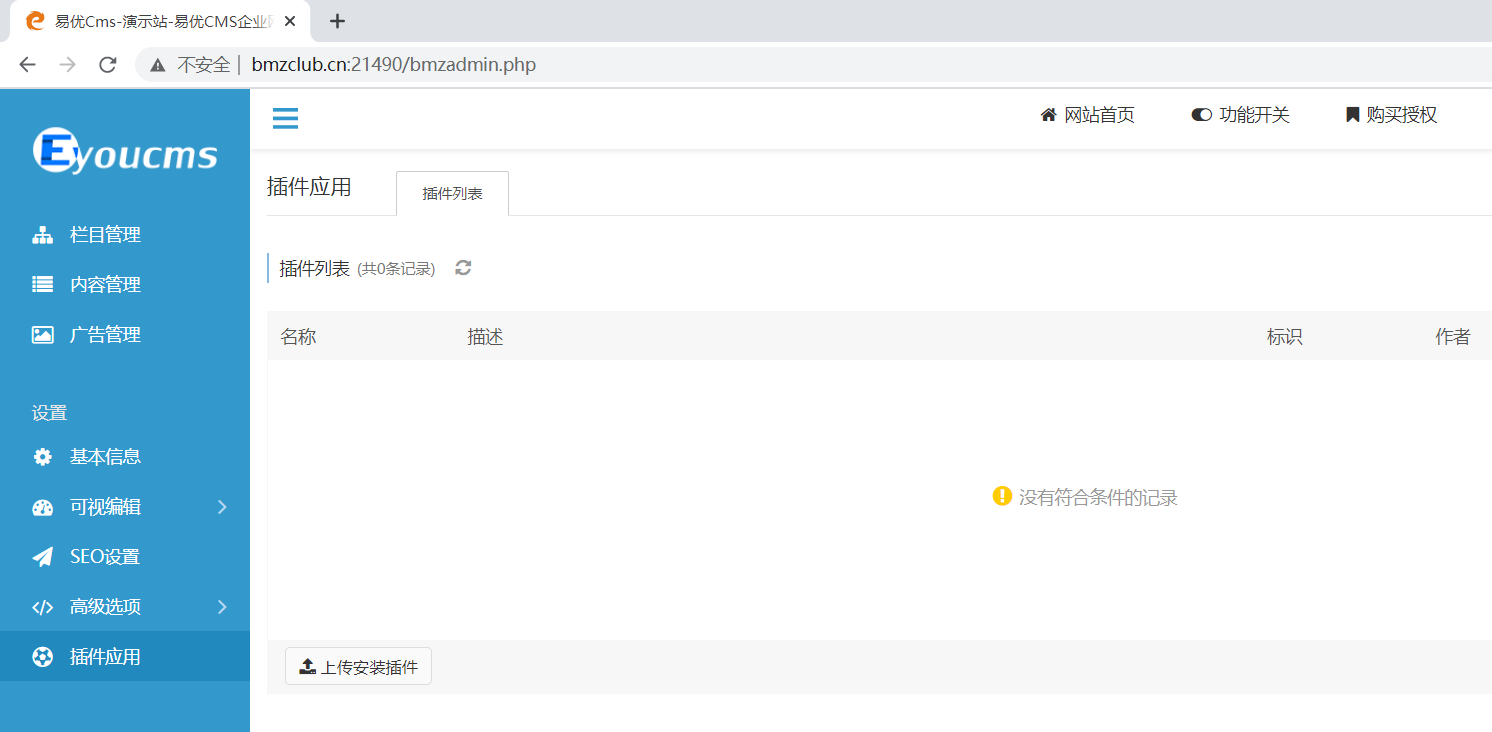 易优Cms-演示站-易优CMS企业
不安全 | bmzclub.cn:21490/bmzadmin.php
Eyoucms
网站首页 功能开关 购买授权
插件应用 插件列表
栏目管理
插件列表 (共0条记录)
内容管理
名称 描述 标识 作者
广告管理
设置
基本信息
没有符合条件的记录
可视编辑
SEO设置
高级选项
插件应用
上传安装插件